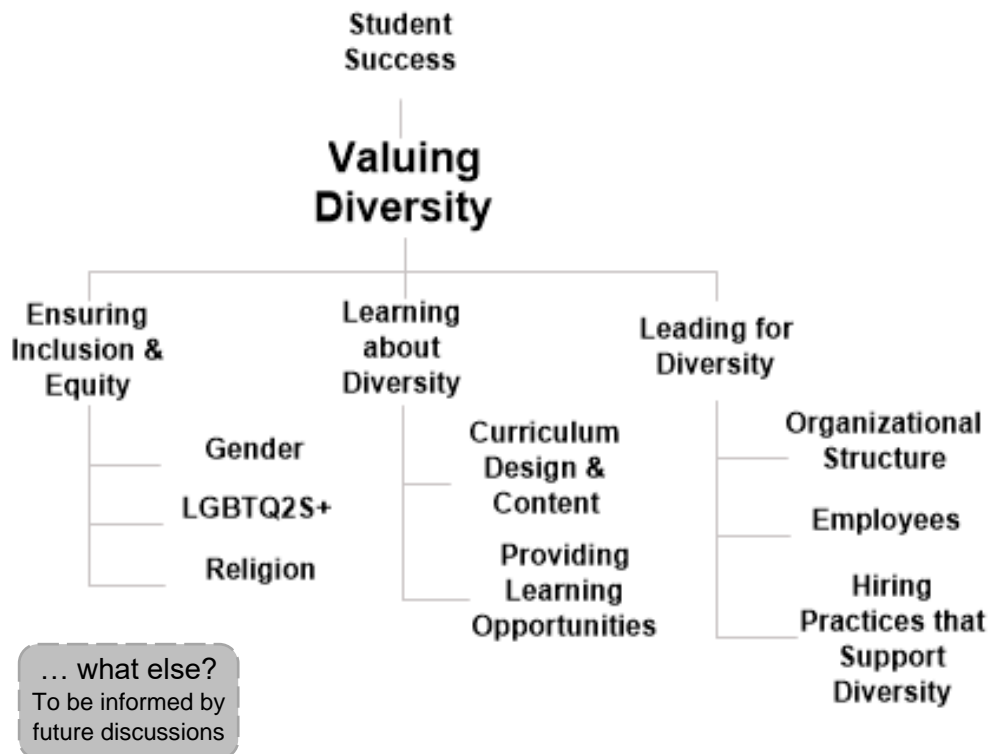 Student
Success
Valuing
Diversity
Ensuring
Inclusion &
Equity
Gender
LGBTQ2S+
Religion
Learning
about
Diversity
Curriculum
Design &
Content
Providing
Learning
Opportunities
Leading for
Diversity
Organizational
Structure
Employees
Hiring
Practices that
Support
Diversity
… what else?
To be informed by
future discussions